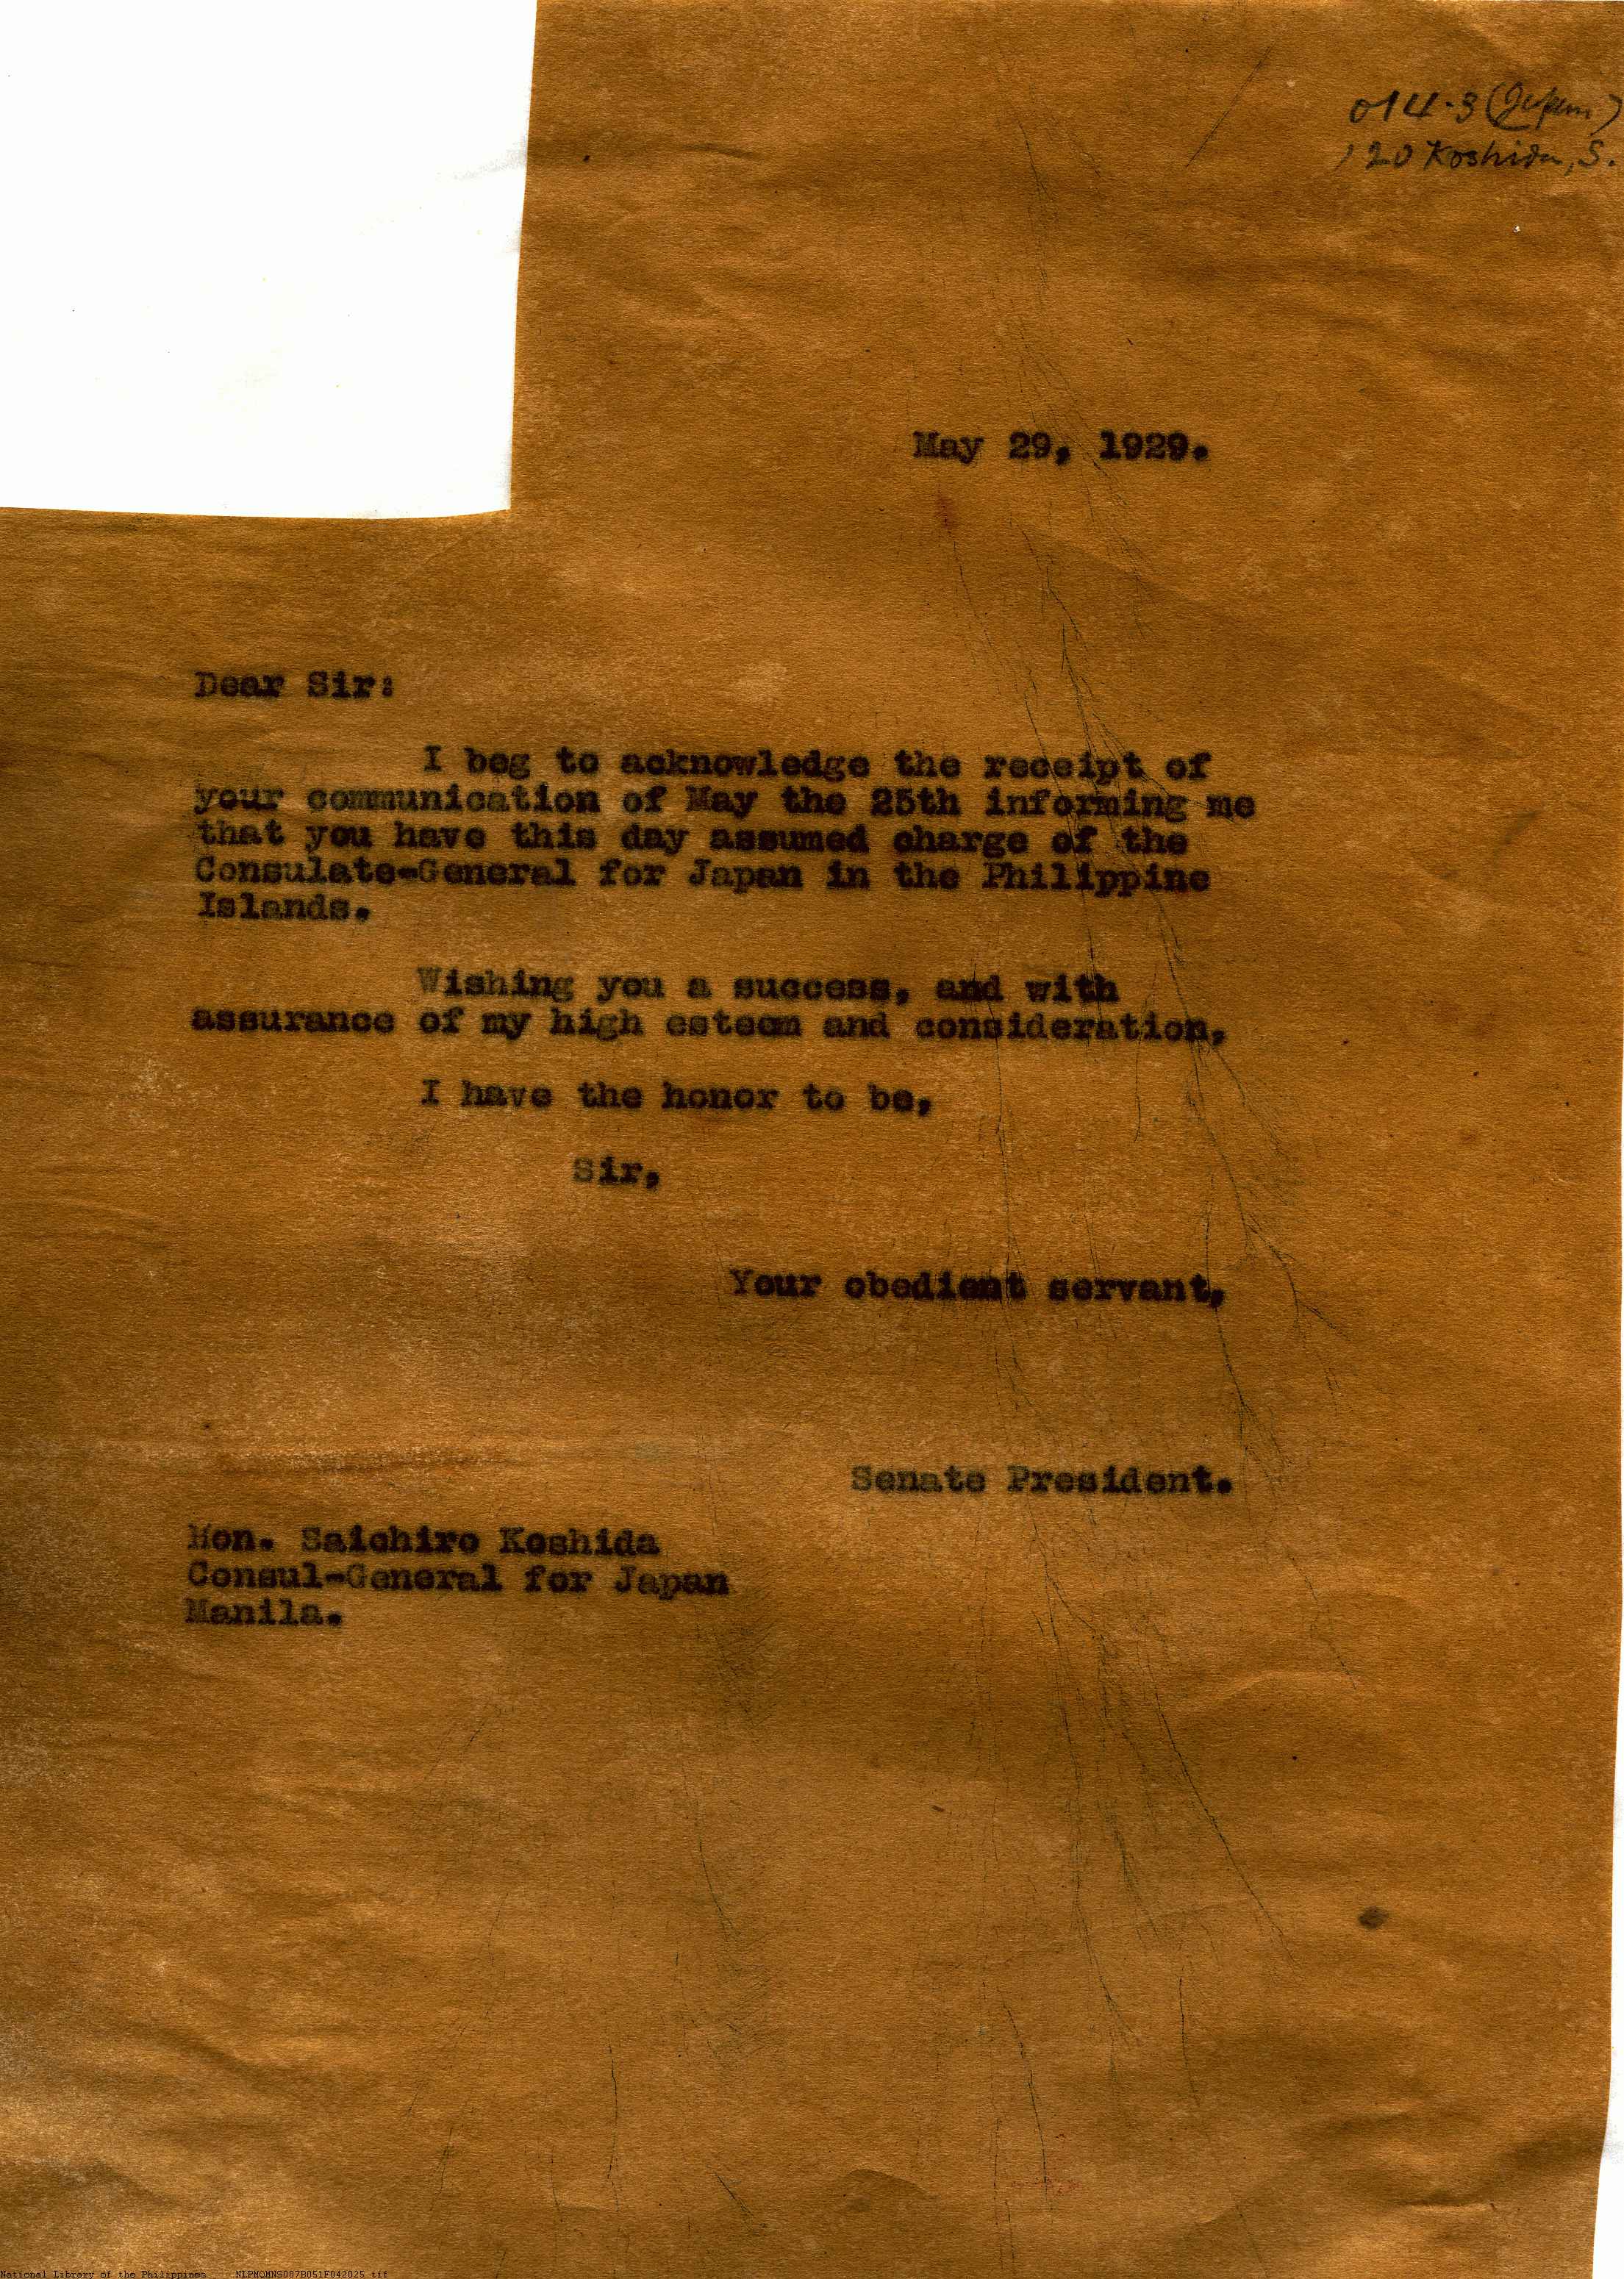 014-3 (Japan)
120 Koshida, S.
May 29, 1929.
Dear Sir:
I beg to acknowledge the receipt of
your communication of May the 25th informing me
that you have this day assumed charge of the
Consulate-General for Japan in the Philippine
Islands.
Wishing you a success, and with
assurance of my high esteem and consideration,
I have the honor to be,
Sir,
Your obedient servant,
Senate President.
Hon. Saichiro Koshida
Consul-General for Japan
Manila.
National Library of the Philippines NLPMQMNS007B051F042025.tif